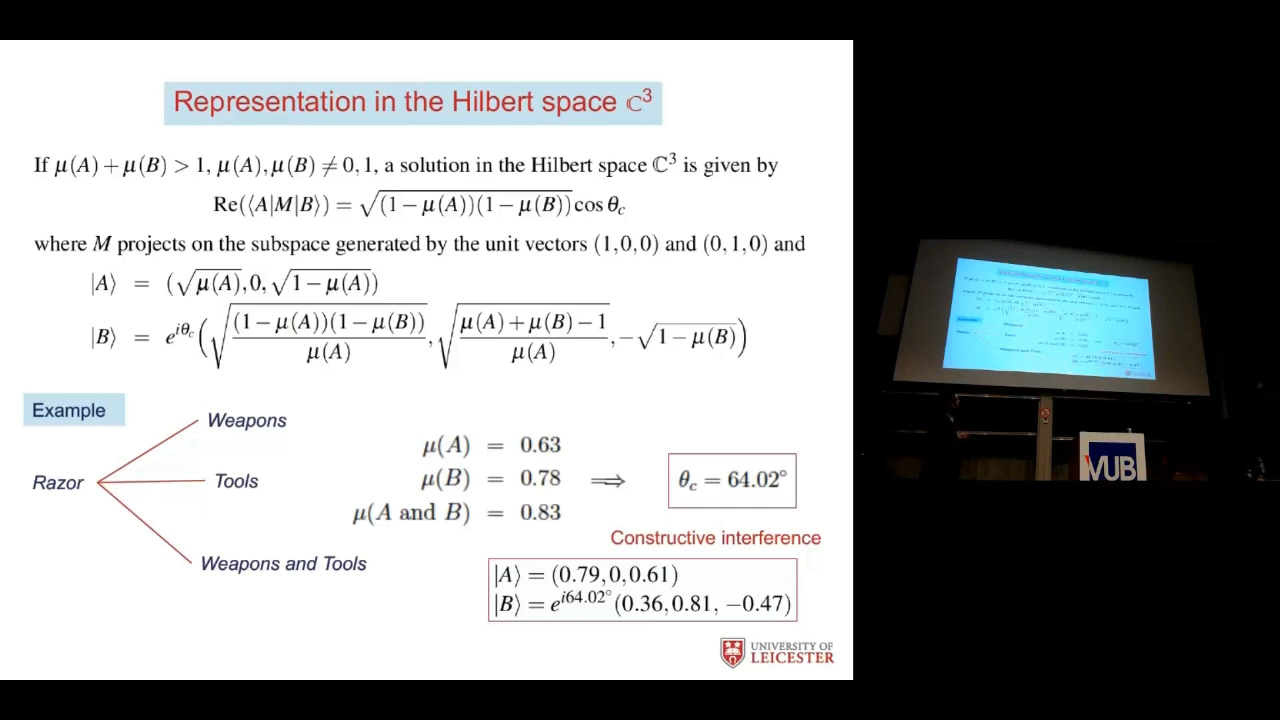 Representation in the Hilbert space ℂ³
If μ(A)+μ(B) > 1, μ(A),μ(B) ≠ 0,1, a solution in the Hilbert space ℂ³ is given by
Re(⟨A|M|B⟩) = √((1−μ(A))(1−μ(B))) cos θ_c
where M projects on the subspace generated by the unit vectors (1,0,0) and (0,1,0) and
|A⟩ = (√μ(A), 0, √(1−μ(A)))
|B⟩ = e^{iθ_c}(√((1−μ(A))(1−μ(B))/μ(A)), √((μ(A)+μ(B)−1)/μ(A)), −√(1−μ(B)))
Example
Razor
Weapons
Tools
Weapons and Tools
μ(A) = 0.63
μ(B) = 0.78
μ(A and B) = 0.83
⟹
θ_c = 64.02°
Constructive interference
|A⟩ = (0.79,0,0.61)
|B⟩ = e^{i64.02°}(0.36,0.81, −0.47)
UNIVERSITY OF
LEICESTER
VUB